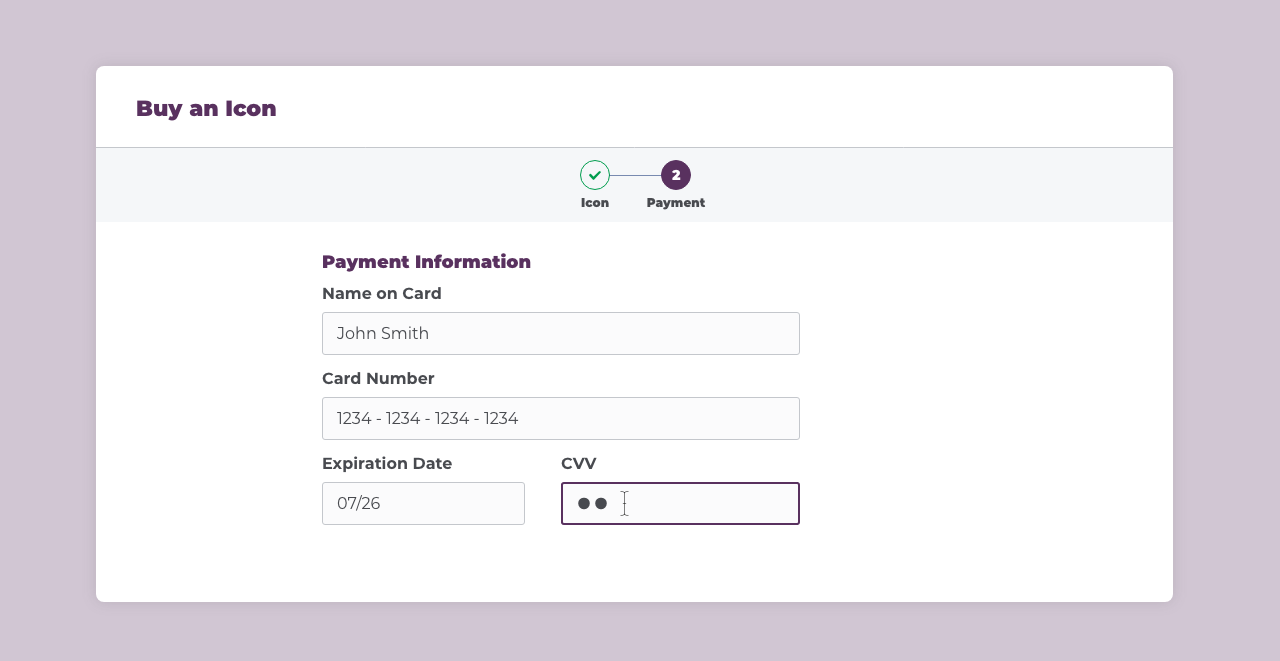 Buy an Icon
2
Icon Payment
Payment Information
Name on Card
John Smith
Card Number
1234 - 1234 - 1234 - 1234
Expiration Date CVV
07/26 ●●